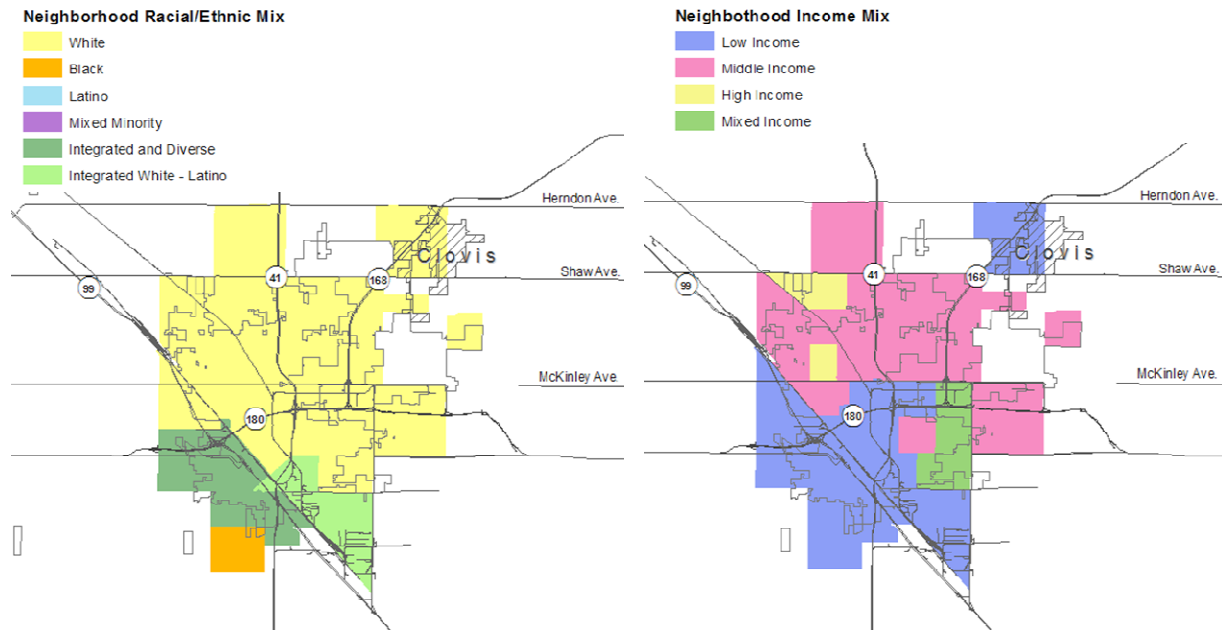 Neighborhood Racial/Ethnic Mix
White
Black
Latino
Mixed Minority
Integrated and Diverse
Integrated White - Latino
Herndon Ave.
Clovis
Shaw Ave.
41
168
99
McKinley Ave.
180
Neighbothood Income Mix
Low Income
Middle Income
High Income
Mixed Income
Herndon Ave.
Clovis
Shaw Ave.
41
168
99
McKinley Ave.
180